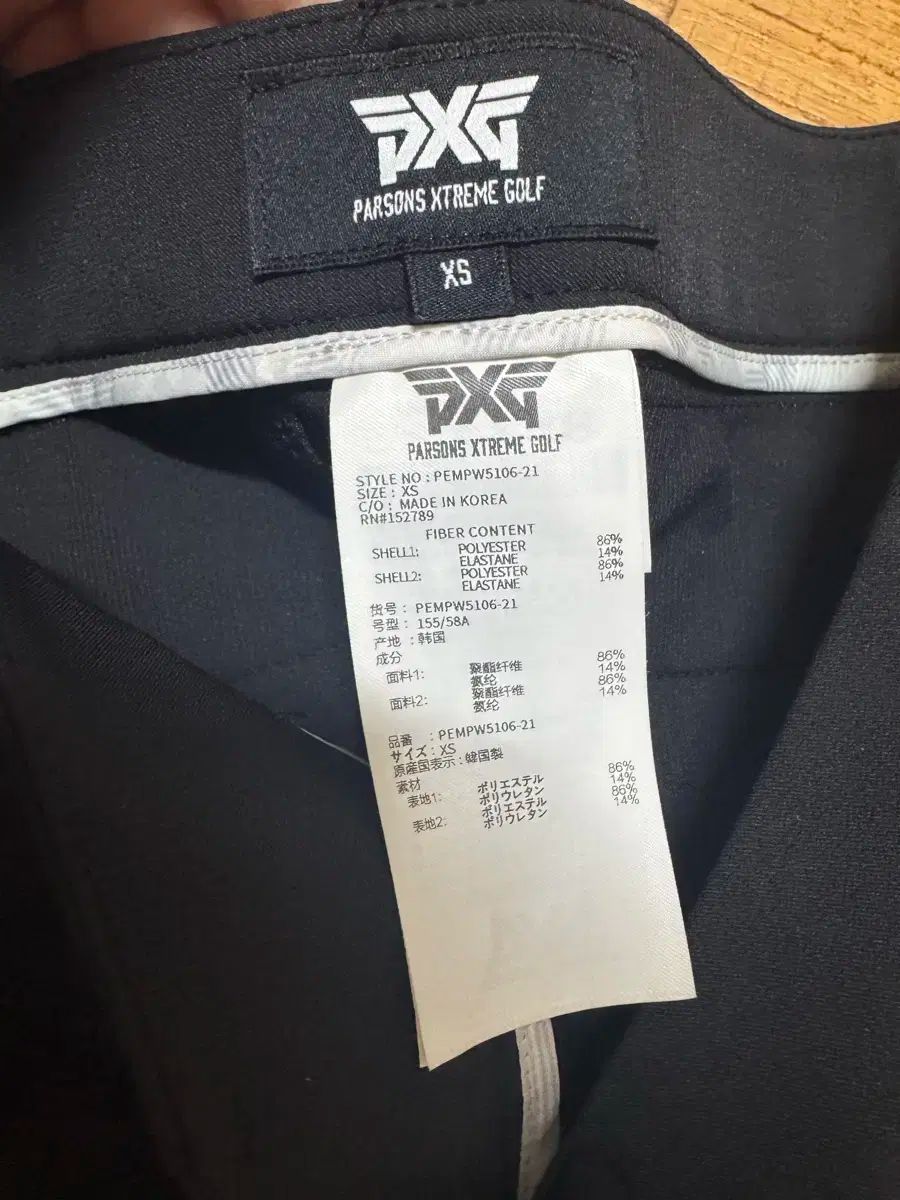 PXG
PARSONS XTREME GOLF
XS
PXG
PARSONS XTREME GOLF
STYLE NO : PEMPW5106-21
SIZE : XS
C/O : MADE IN KOREA
RN#152789
FIBER CONTENT
SHELL1: POLYESTER 86%
ELASTANE 14%
SHELL2: POLYESTER 86%
ELASTANE 14%
货号 : PEMPW5106-21
号型 : 155/58A
产地 : 韩国
成分
面料1: 聚酯纤维 86%
氨纶 14%
面料2: 聚酯纤维 86%
氨纶 14%
品番 : PEMPW5106-21
サイズ : XS
原産国表示 : 韓国製
素材
表地1: ポリエステル 86%
ポリウレタン 14%
表地2: ポリエステル 86%
ポリウレタン 14%